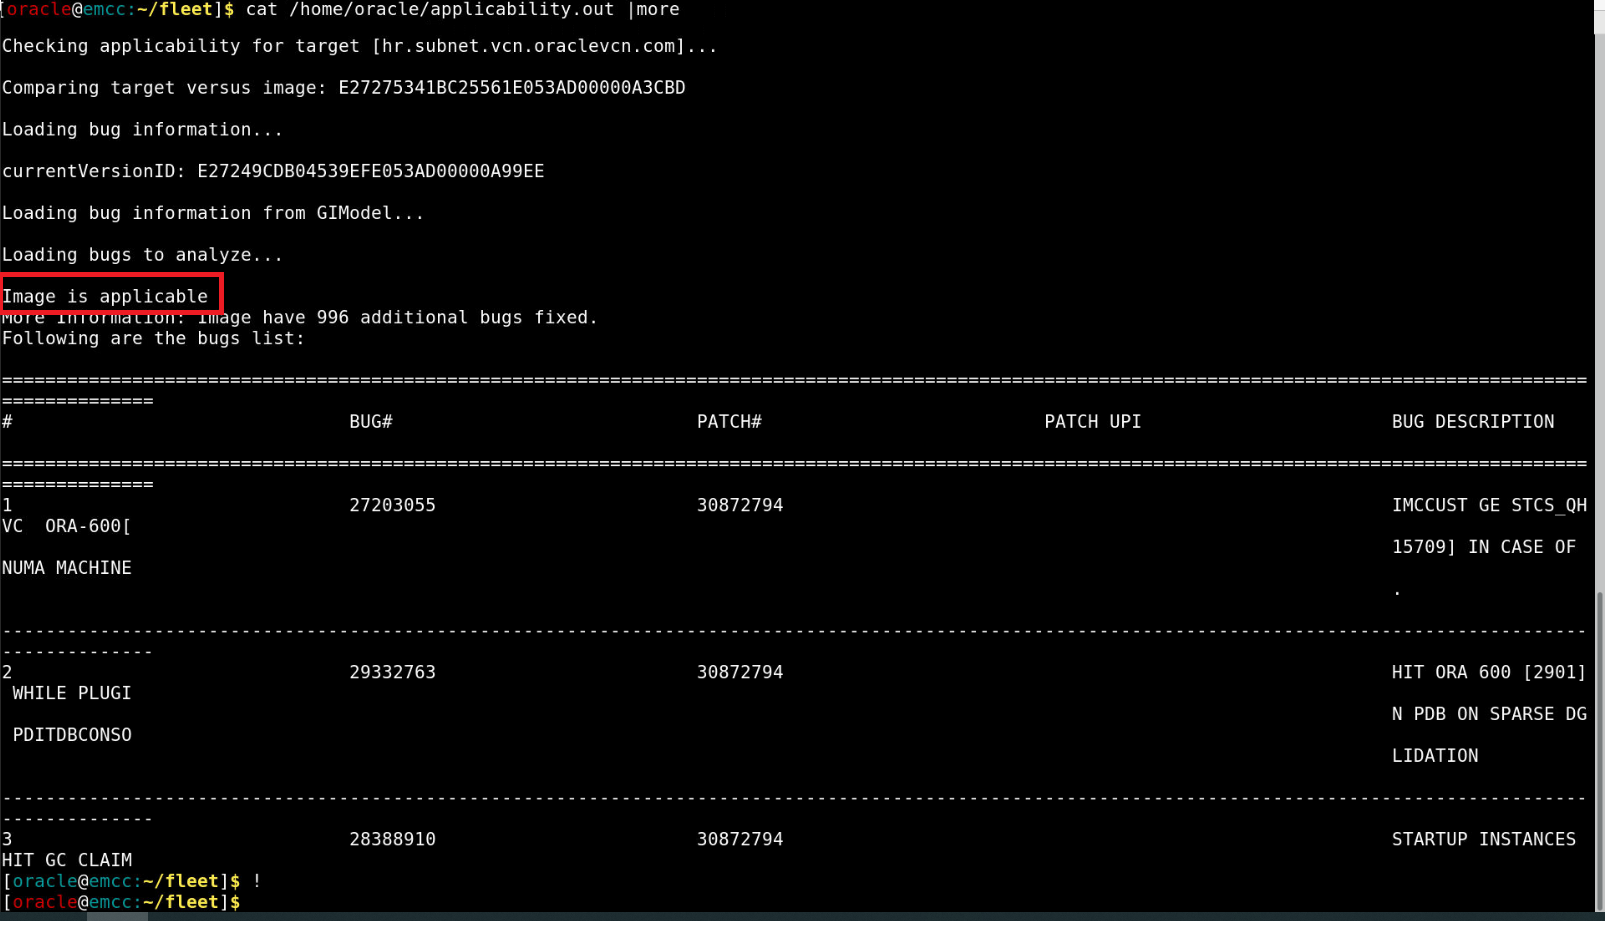 [oracle@emcc:~/fleet]$ cat /home/oracle/applicability.out |more
Checking applicability for target [hr.subnet.vcn.oraclevcn.com]...
Comparing target versus image: E27275341BC25561E053AD00000A3CBD
Loading bug information...
currentVersionID: E27249CDB04539EFE053AD00000A99EE
Loading bug information from GIModel...
Loading bugs to analyze...
Image is applicable
More Information: Image have 996 additional bugs fixed.
Following are the bugs list:
==================================================================================================================================================
==============
# BUG# PATCH# PATCH UPI BUG DESCRIPTION
==================================================================================================================================================
==============
1 27203055 30872794 IMCCUST GE STCS_QH
VC  ORA-600[
15709] IN CASE OF
NUMA MACHINE
.
--------------------------------------------------------------------------------------------------------------------------------------------------
--------------
2 29332763 30872794 HIT ORA 600 [2901]
WHILE PLUGI
N PDB ON SPARSE DG
PDITDBCONSO
LIDATION
--------------------------------------------------------------------------------------------------------------------------------------------------
--------------
3 28388910 30872794 STARTUP INSTANCES
HIT GC CLAIM
[oracle@emcc:~/fleet]$ !
[oracle@emcc:~/fleet]$